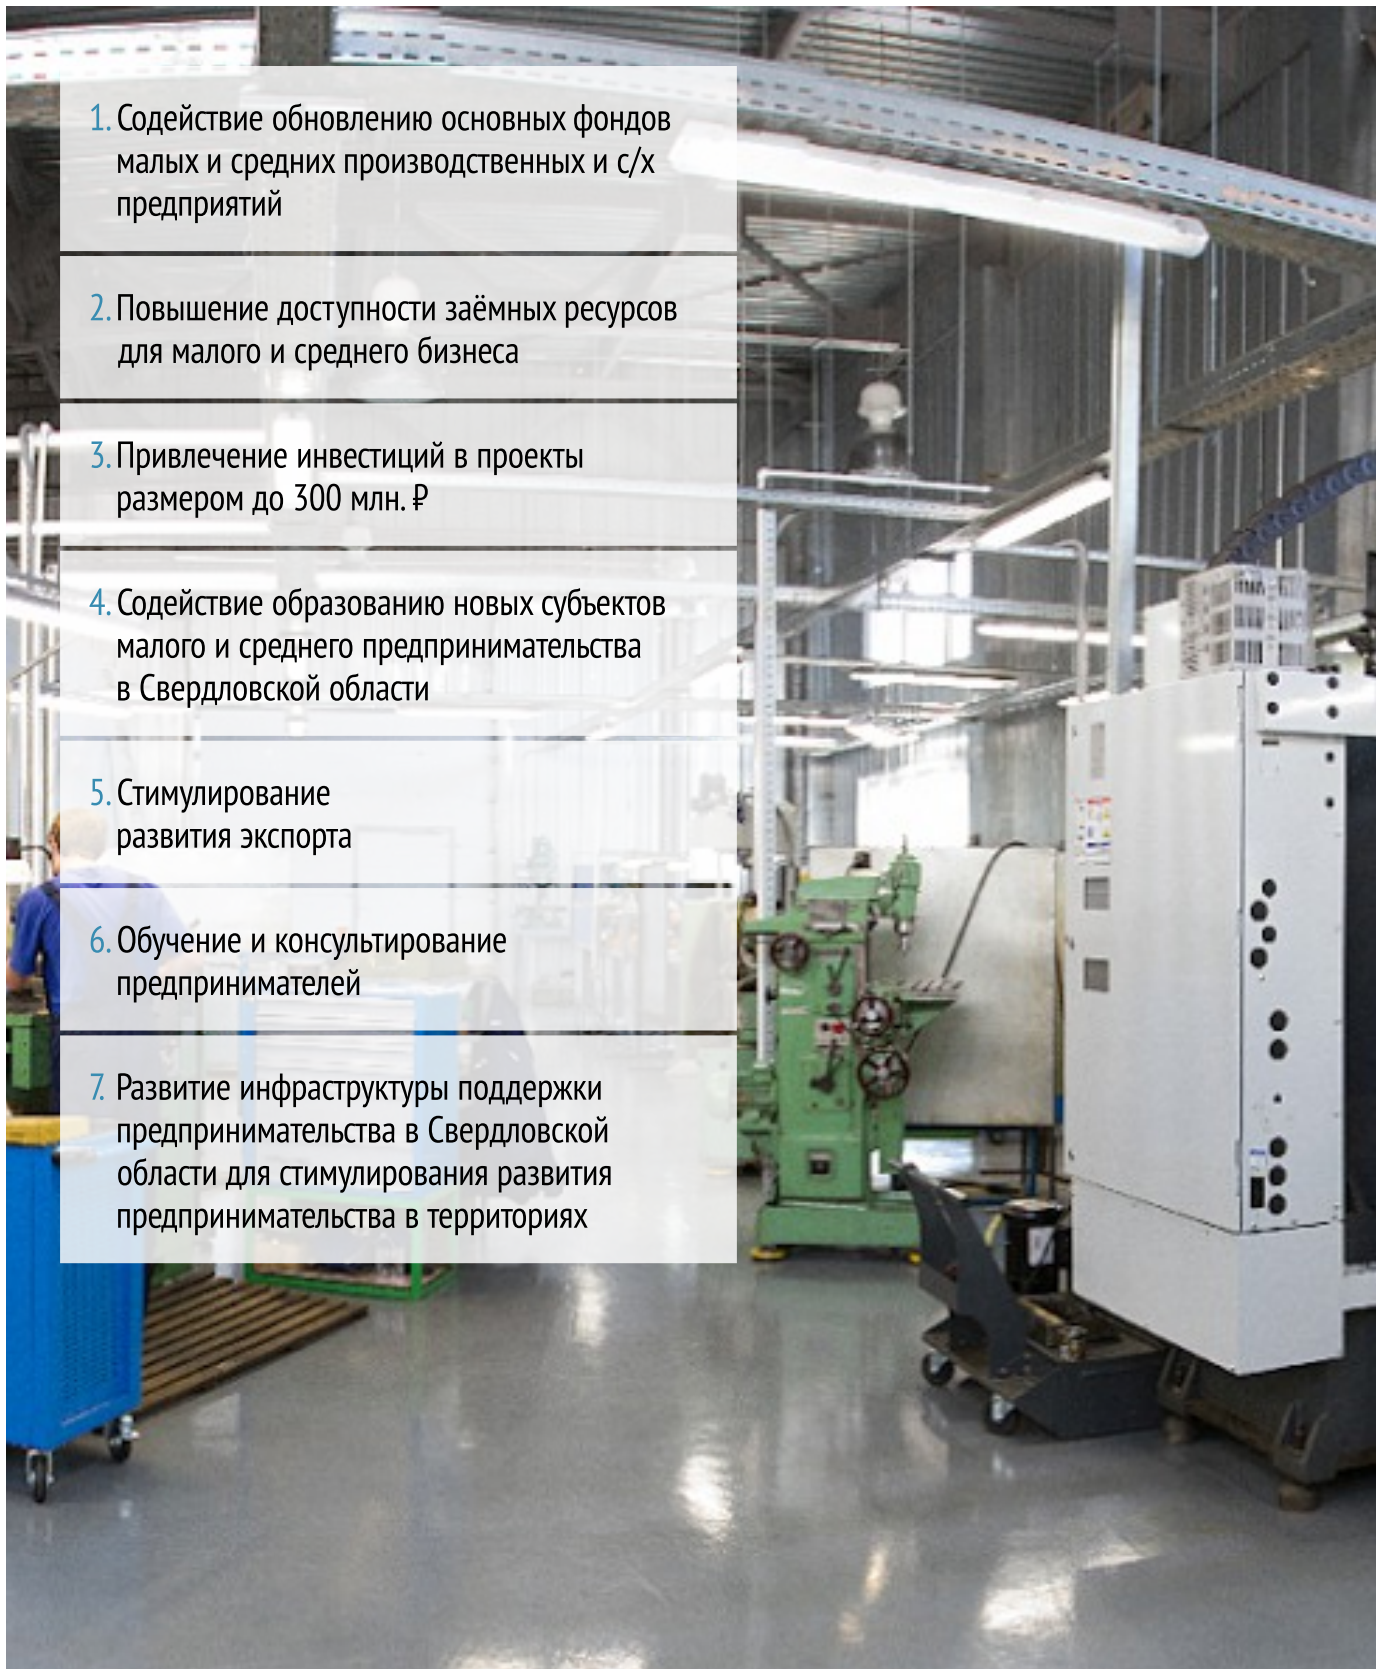 1. Содействие обновлению основных фондов
малых и средних производственных и с/х
предприятий
2. Повышение доступности заёмных ресурсов
для малого и среднего бизнеса
3. Привлечение инвестиций в проекты
размером до 300 млн. ₽
4. Содействие образованию новых субъектов
малого и среднего предпринимательства
в Свердловской области
5. Стимулирование
развития экспорта
6. Обучение и консультирование
предпринимателей
7. Развитие инфраструктуры поддержки
предпринимательства в Свердловской
области для стимулирования развития
предпринимательства в территориях